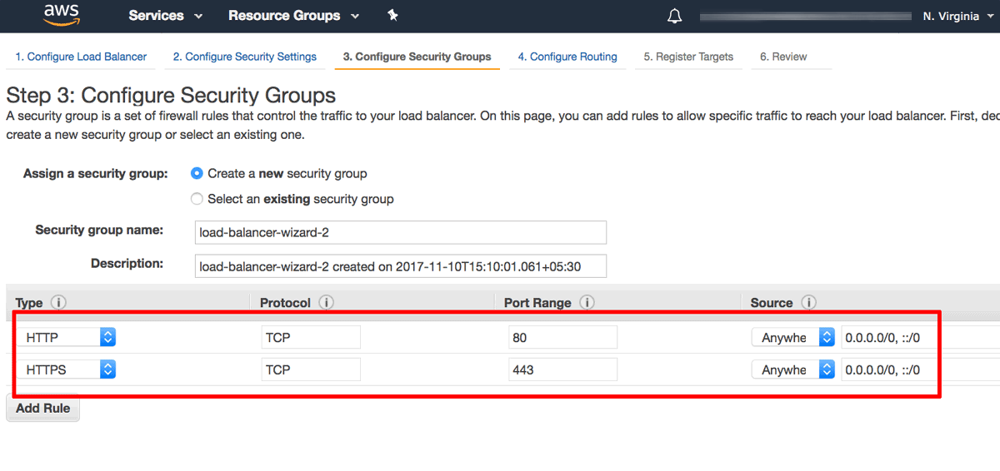 aws Services Resource Groups N. Virginia
1. Configure Load Balancer 2. Configure Security Settings 3. Configure Security Groups 4. Configure Routing 5. Register Targets 6. Review
Step 3: Configure Security Groups
A security group is a set of firewall rules that control the traffic to your load balancer. On this page, you can add rules to allow specific traffic to reach your load balancer. First, dec
create a new security group or select an existing one.
Assign a security group: Create a new security group
Select an existing security group
Security group name: load-balancer-wizard-2
Description: load-balancer-wizard-2 created on 2017-11-10T15:10:01.061+05:30
Type i Protocol i Port Range i Source i
HTTP TCP 80 Anywhe 0.0.0.0/0, ::/0
HTTPS TCP 443 Anywhe 0.0.0.0/0, ::/0
Add Rule